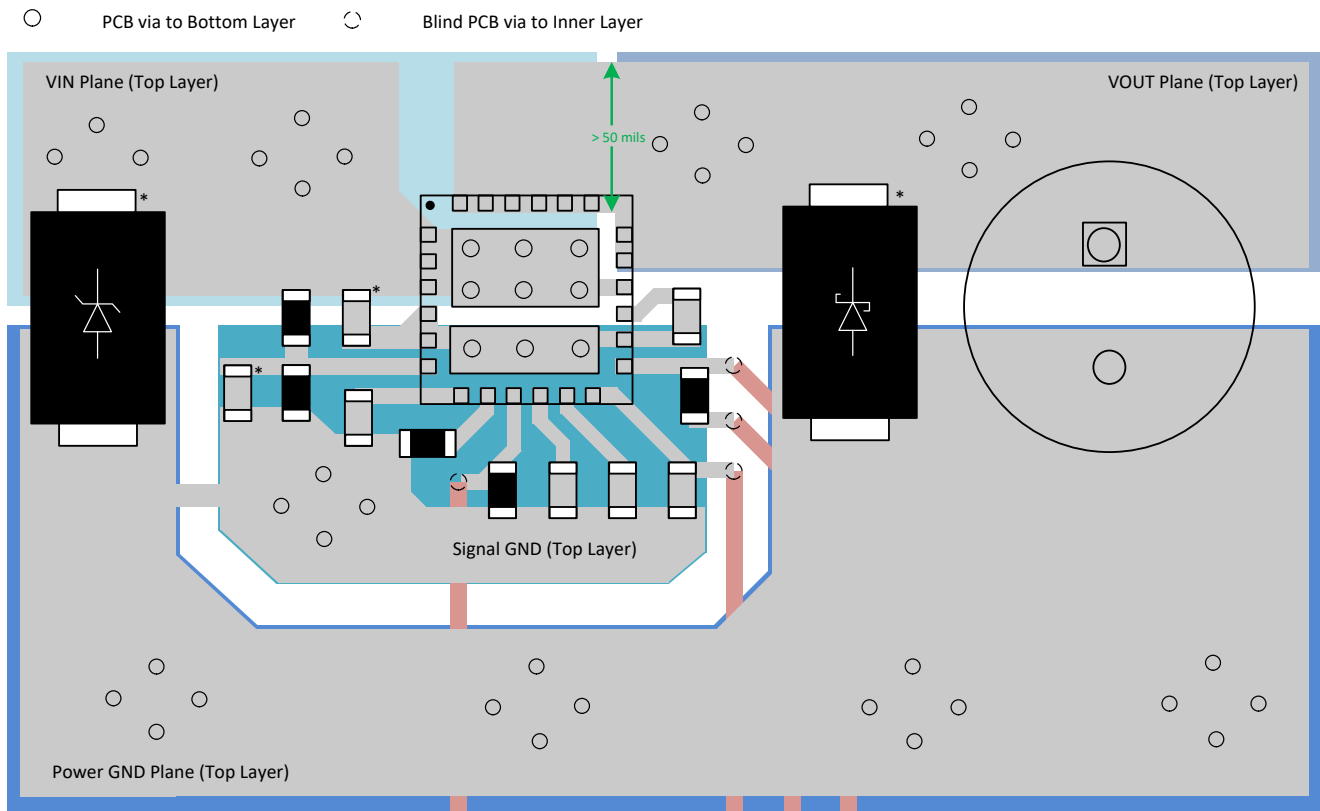 PCB via to Bottom Layer
Blind PCB via to Inner Layer
VIN Plane (Top Layer)
VOUT Plane (Top Layer)
> 50 mils
*
*
*
*
Signal GND (Top Layer)
Power GND Plane (Top Layer)